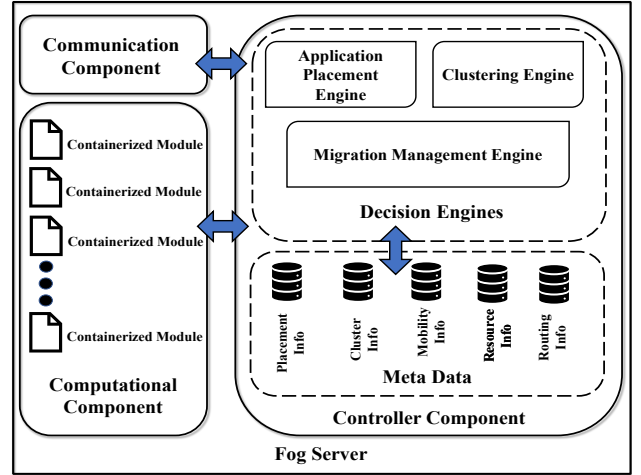 Communication
Component
Containerized Module
Containerized Module
Containerized Module
Containerized Module
Computational
Component
Application
Placement
Engine
Clustering Engine
Migration Management Engine
Decision Engines
Placement
Info
Cluster
Info
Mobility
Info
Resource
Info
Routing
Info
Meta Data
Controller Component
Fog Server